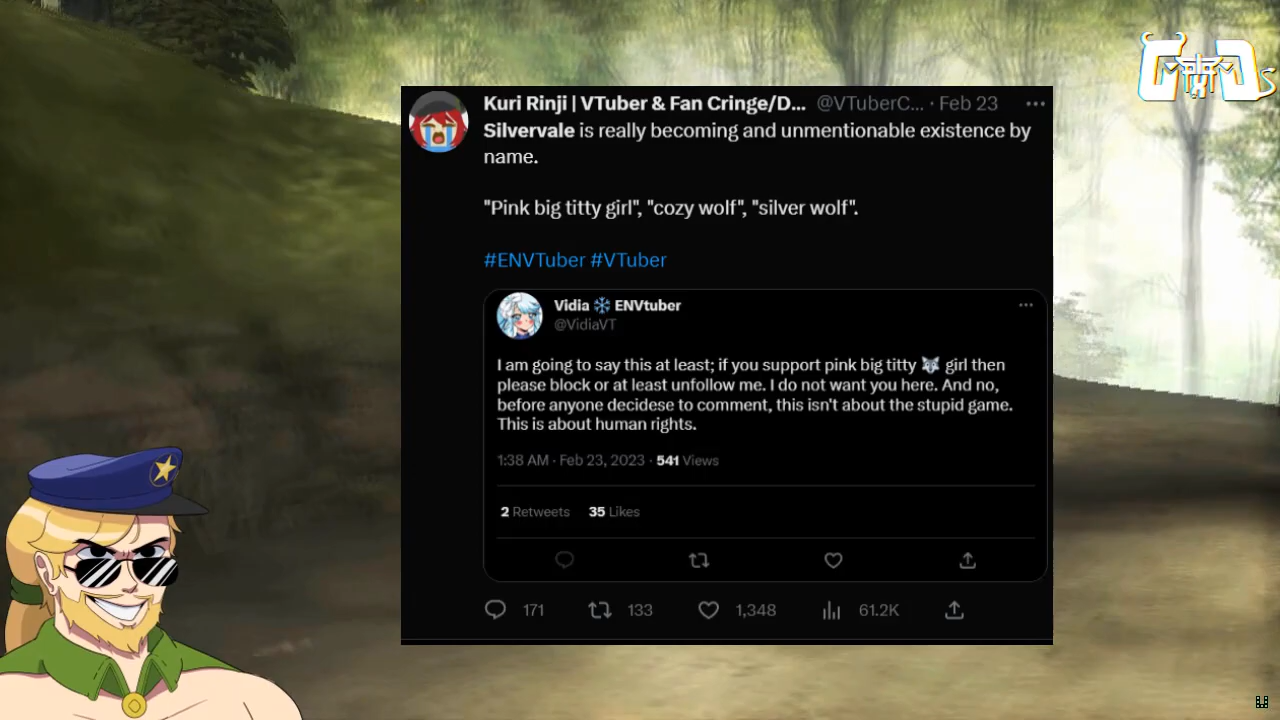 Kuri Rinji | VTuber & Fan Cringe/D... @VTuberC... · Feb 23
Silvervale is really becoming and unmentionable existence by
name.
"Pink big titty girl", "cozy wolf", "silver wolf".
#ENVTuber #VTuber
Vidia ❄️ ENVtuber
@VidiaVT
I am going to say this at least; if you support pink big titty 🐺 girl then
please block or at least unfollow me. I do not want you here. And no,
before anyone decidese to comment, this isn't about the stupid game.
This is about human rights.
1:38 AM · Feb 23, 2023 · 541 Views
2 Retweets 35 Likes
171 133 1,348 61.2K